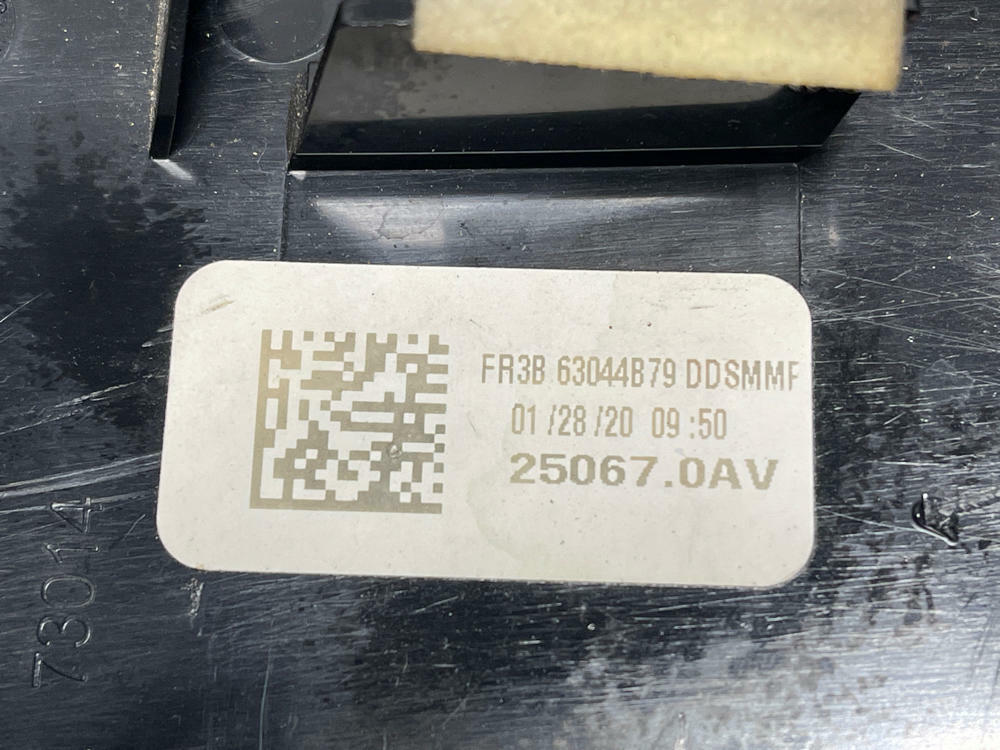 FR3B 63044B79 DDSMMF
01/28/20 09:50
25067.0AV
73014